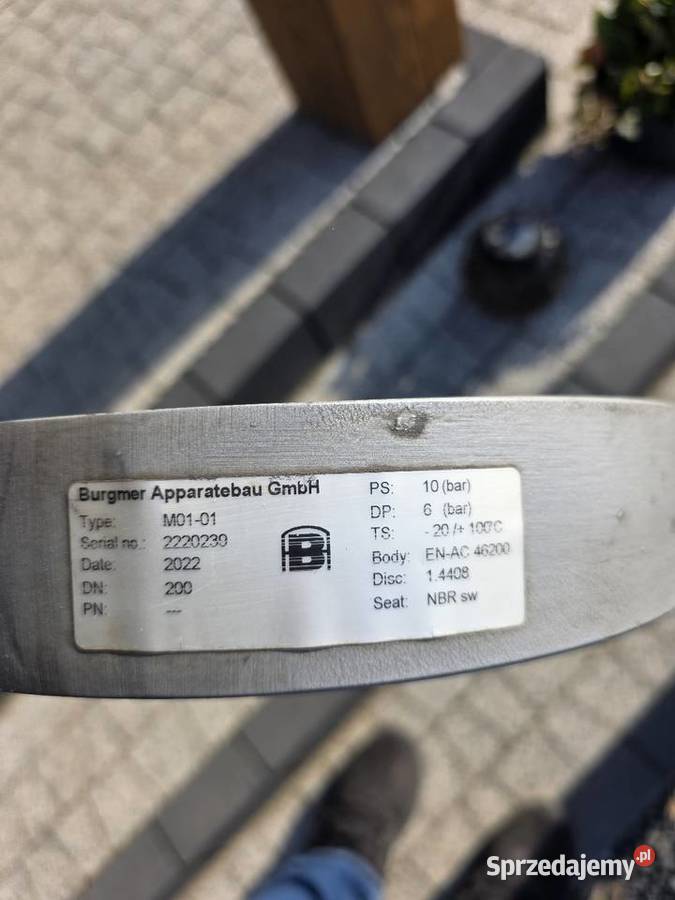 Burgmer Apparatebau GmbH
Type: M01-01
Serial no.: 2220239
Date: 2022
DN: 200
PN: ---
B
PS: 10 (bar)
DP: 6 (bar)
TS: - 20 /+ 100°C
Body: EN-AC 46200
Disc: 1.4408
Seat: NBR sw
Sprzedajemy.pl